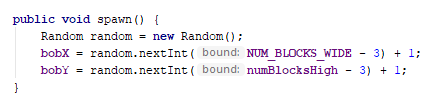 public void spawn() {
    Random random = new Random();
    bobX = random.nextInt( bound: NUM_BLOCKS_WIDE - 3) + 1;
    bobY = random.nextInt( bound: numBlocksHigh - 3) + 1;
}